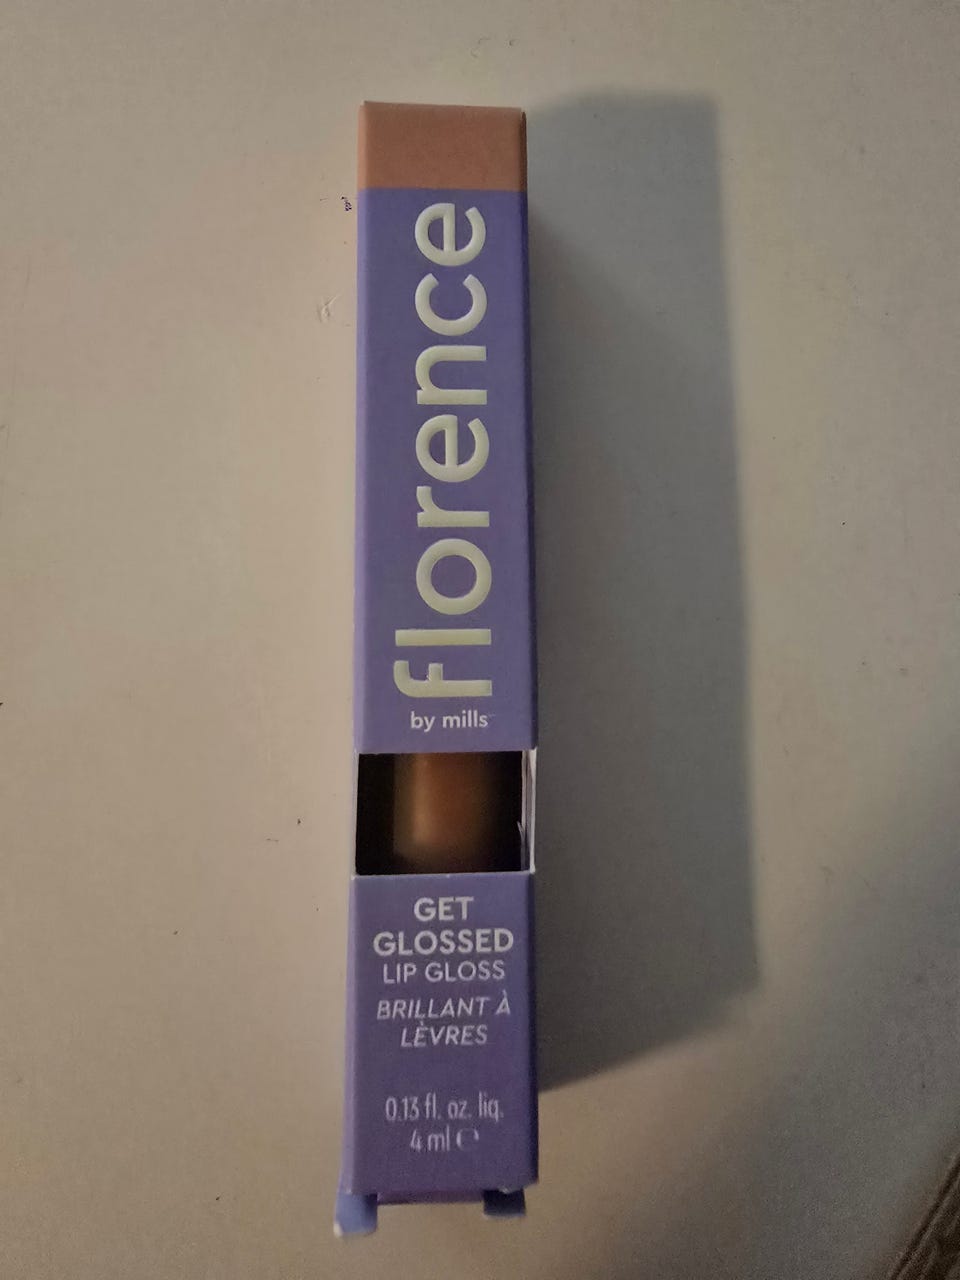 florence
by mills
GET
GLOSSED
LIP GLOSS
BRILLANT À
LÈVRES
0.13 fl. oz. liq.
4 ml ℮